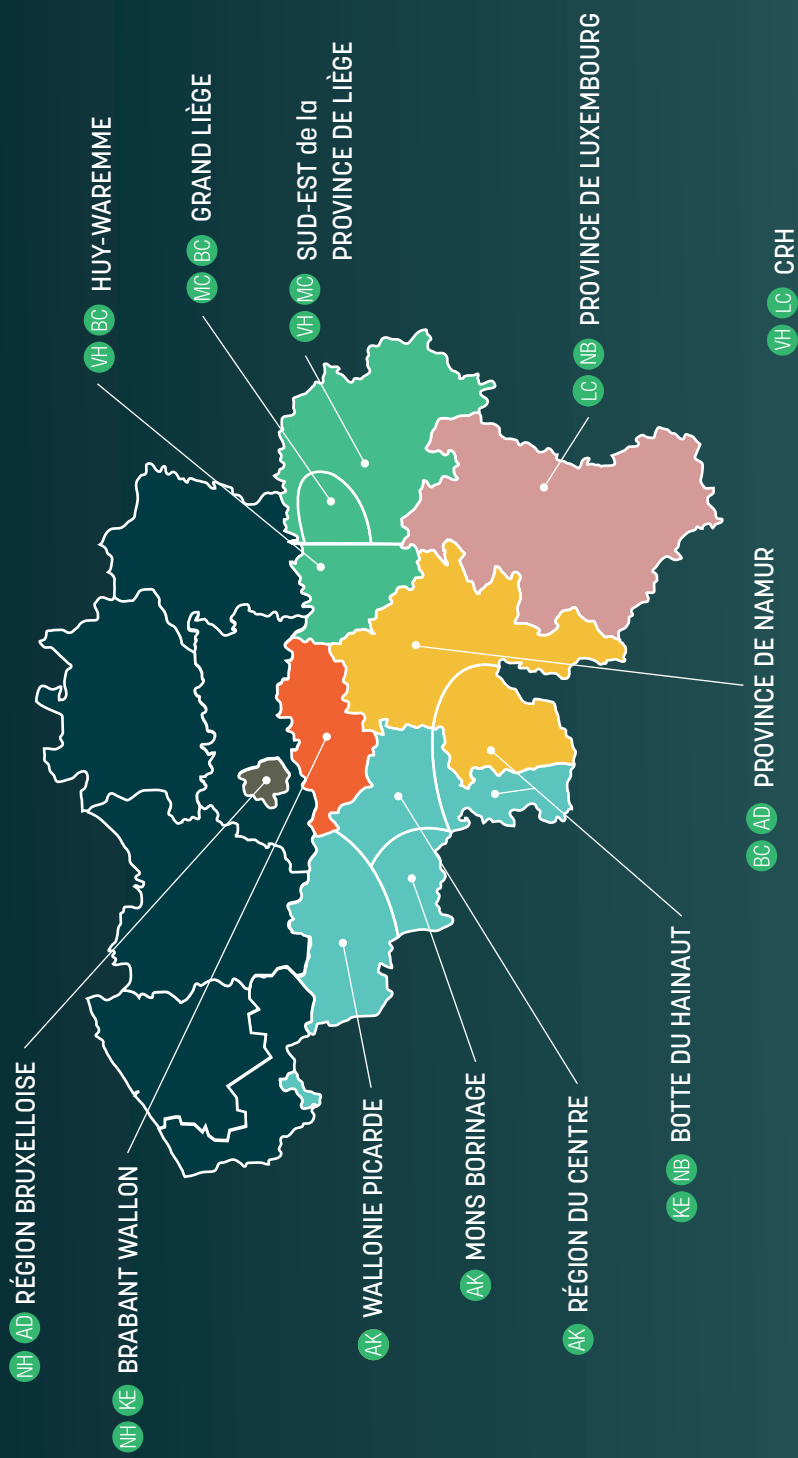 NH AD RÉGION BRUXELLOISE
NH KE BRABANT WALLON
AK WALLONIE PICARDE
AK MONS BORINAGE
AK RÉGION DU CENTRE
KE NB BOTTE DU HAINAUT
BC AD PROVINCE DE NAMUR
VH BC HUY-WAREMME
MC BC GRAND LIÈGE
VH MC SUD-EST de la
PROVINCE DE LIÈGE
LC NB PROVINCE DE LUXEMBOURG
VH LC CRH